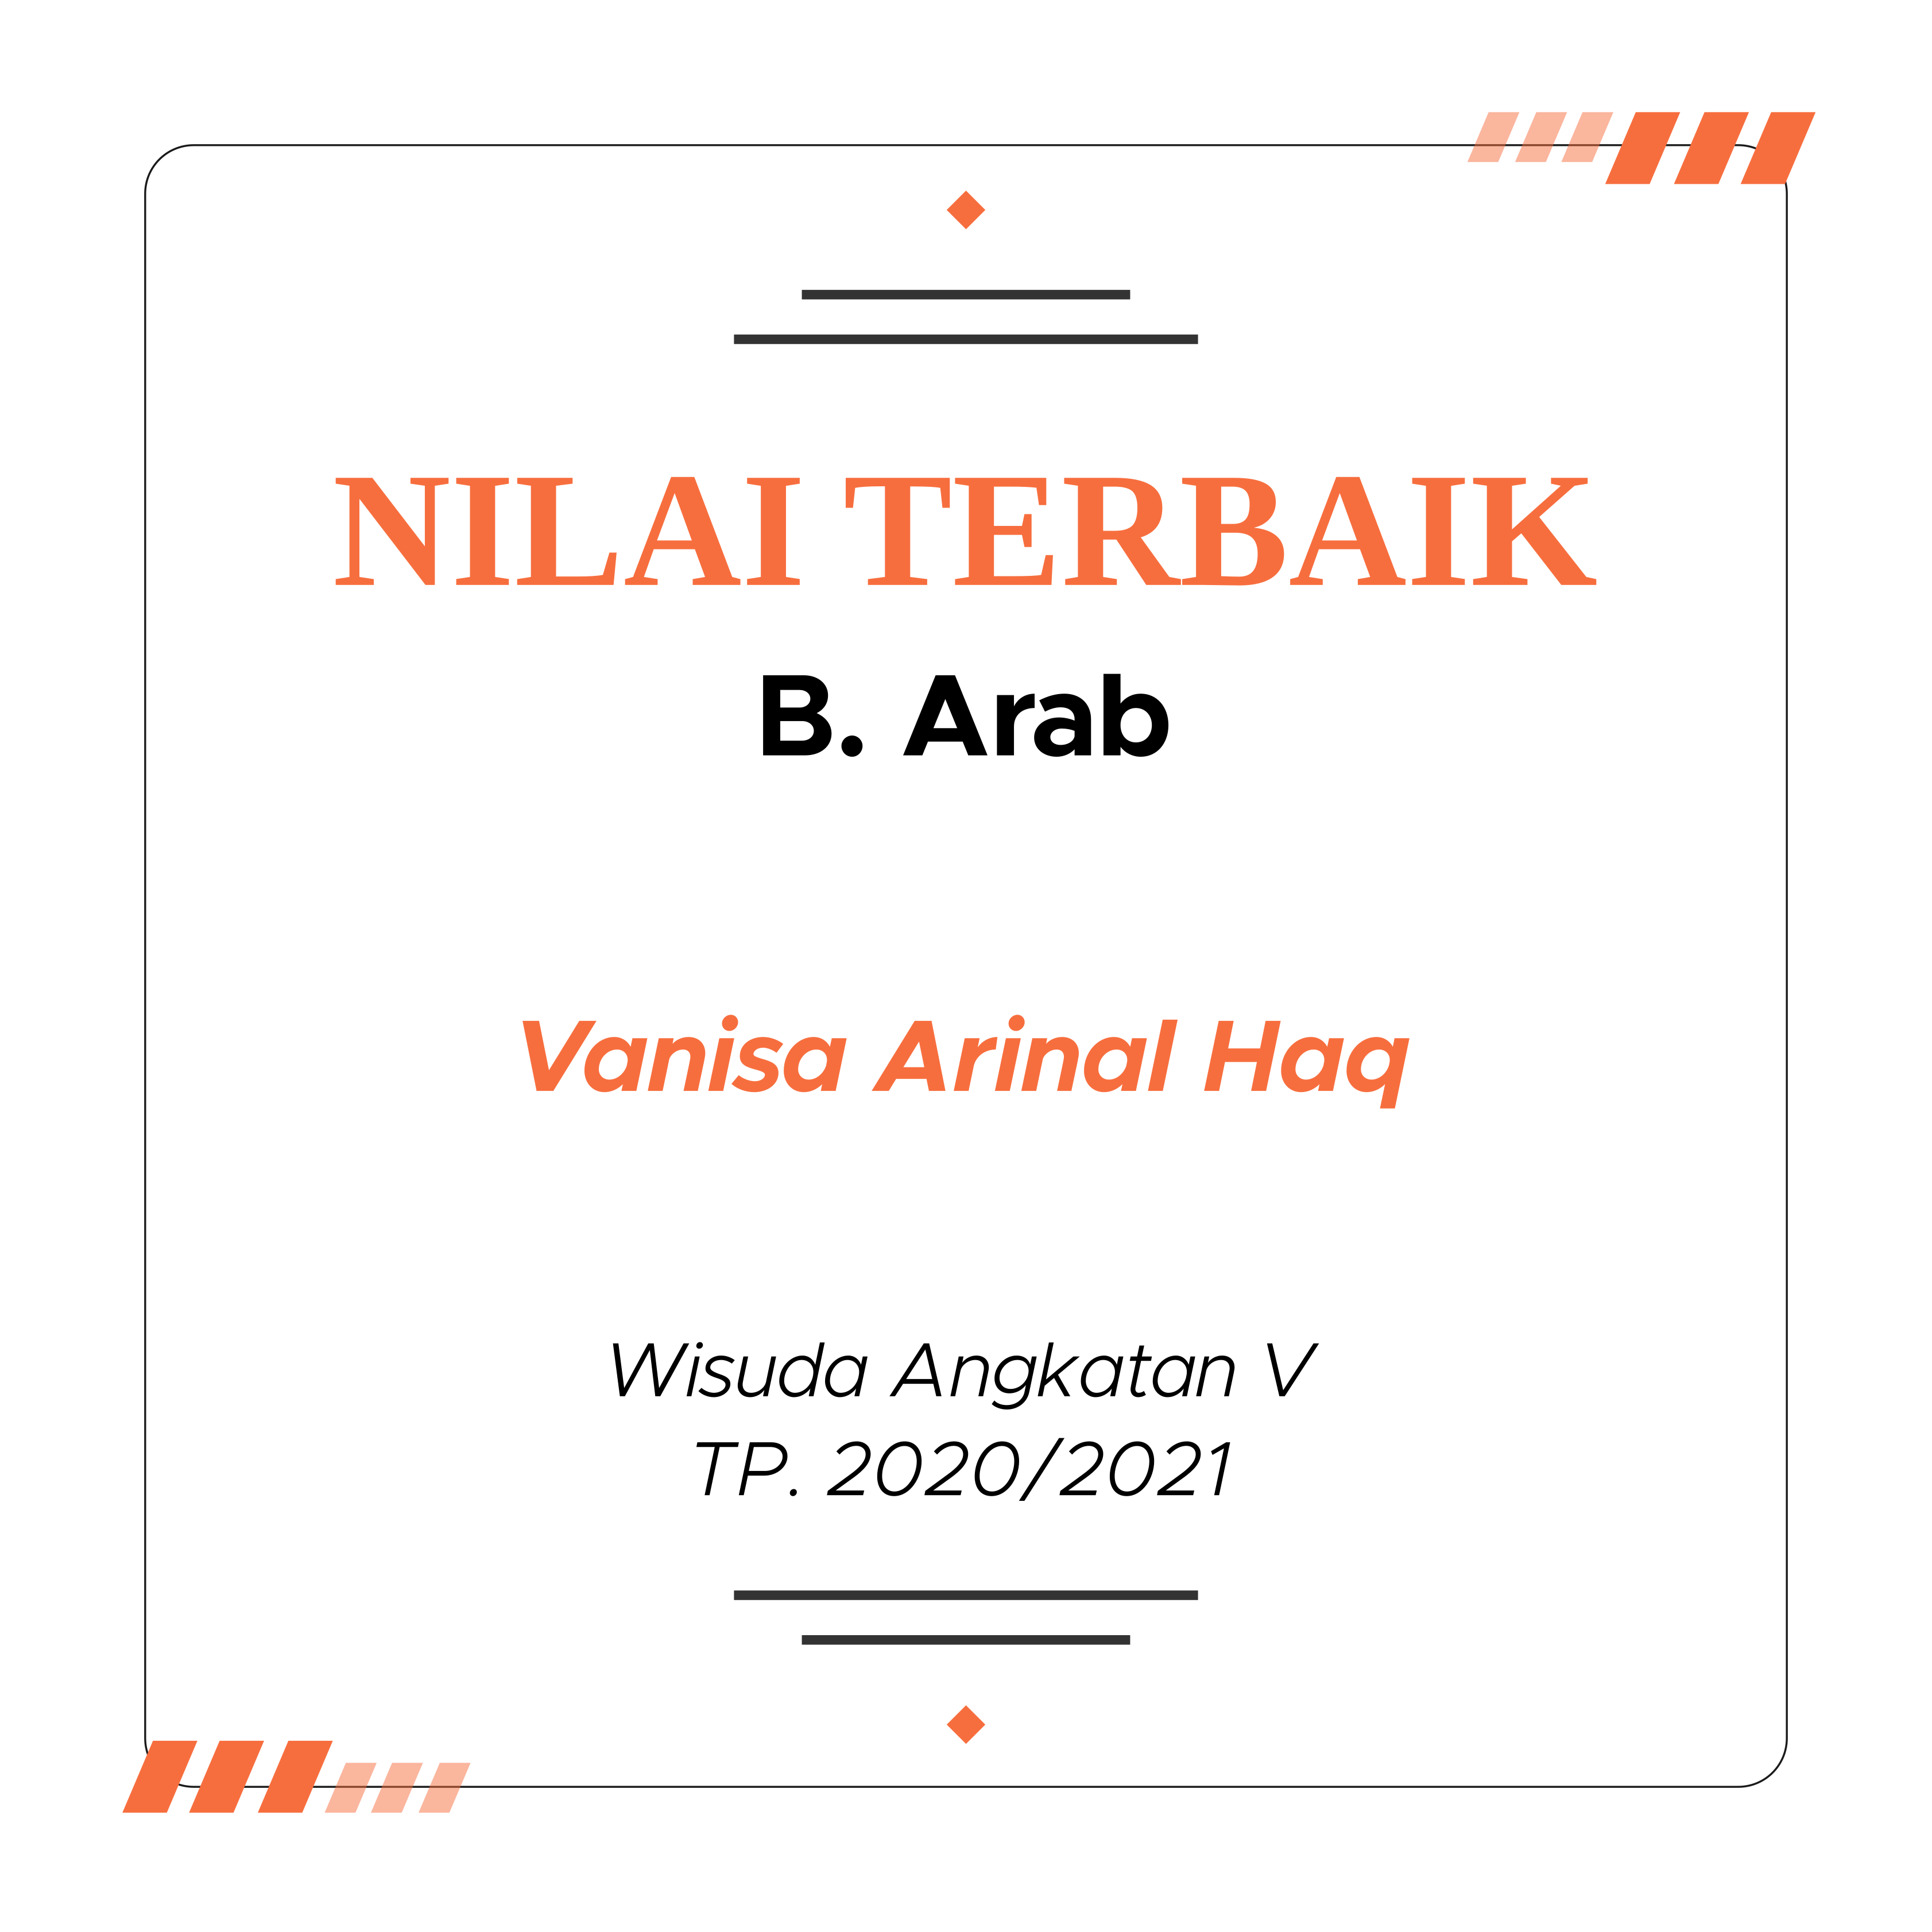 NILAI TERBAIK
B. Arab
Vanisa Arinal Haq
Wisuda Angkatan V
TP. 2020/2021